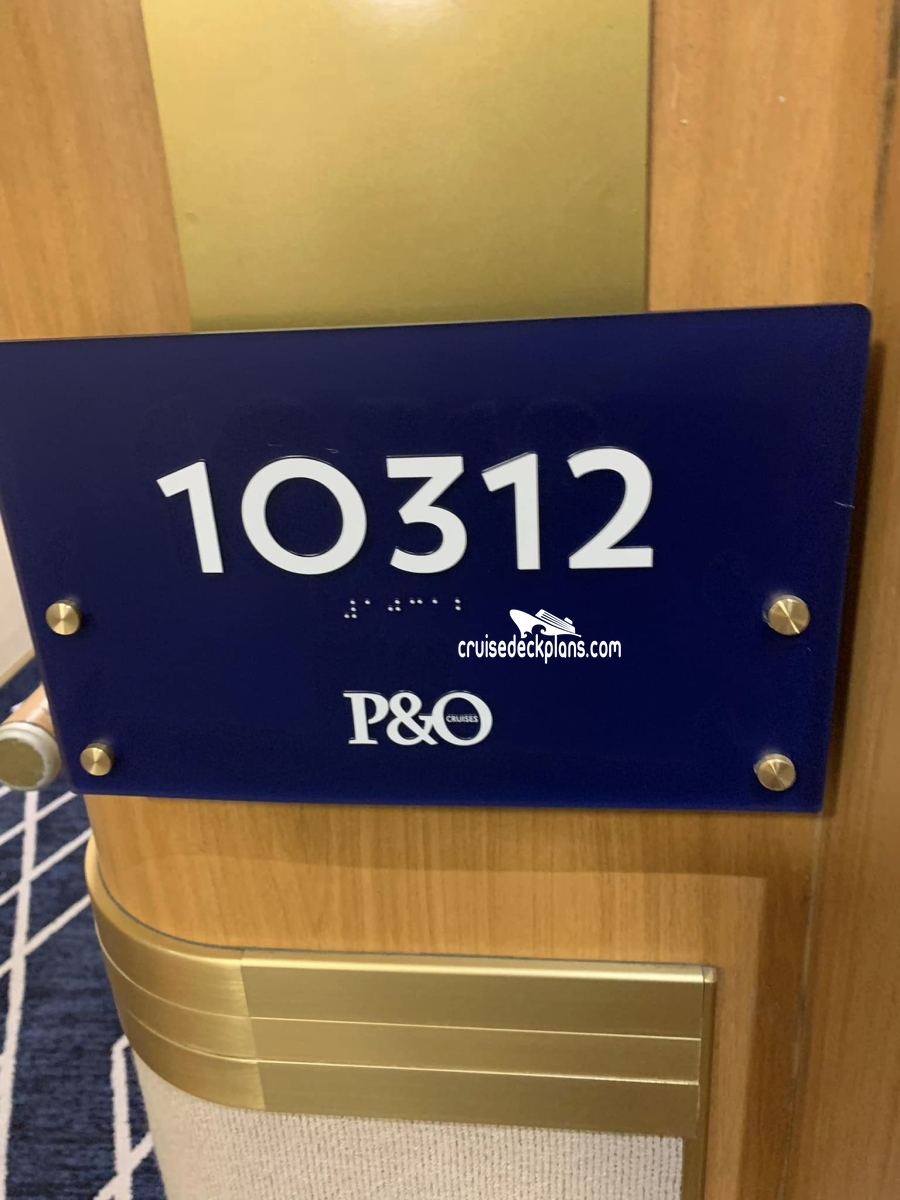 10312
⠼⠁⠚⠉⠁⠃
cruisedeckplans.com
P&O
CRUISES